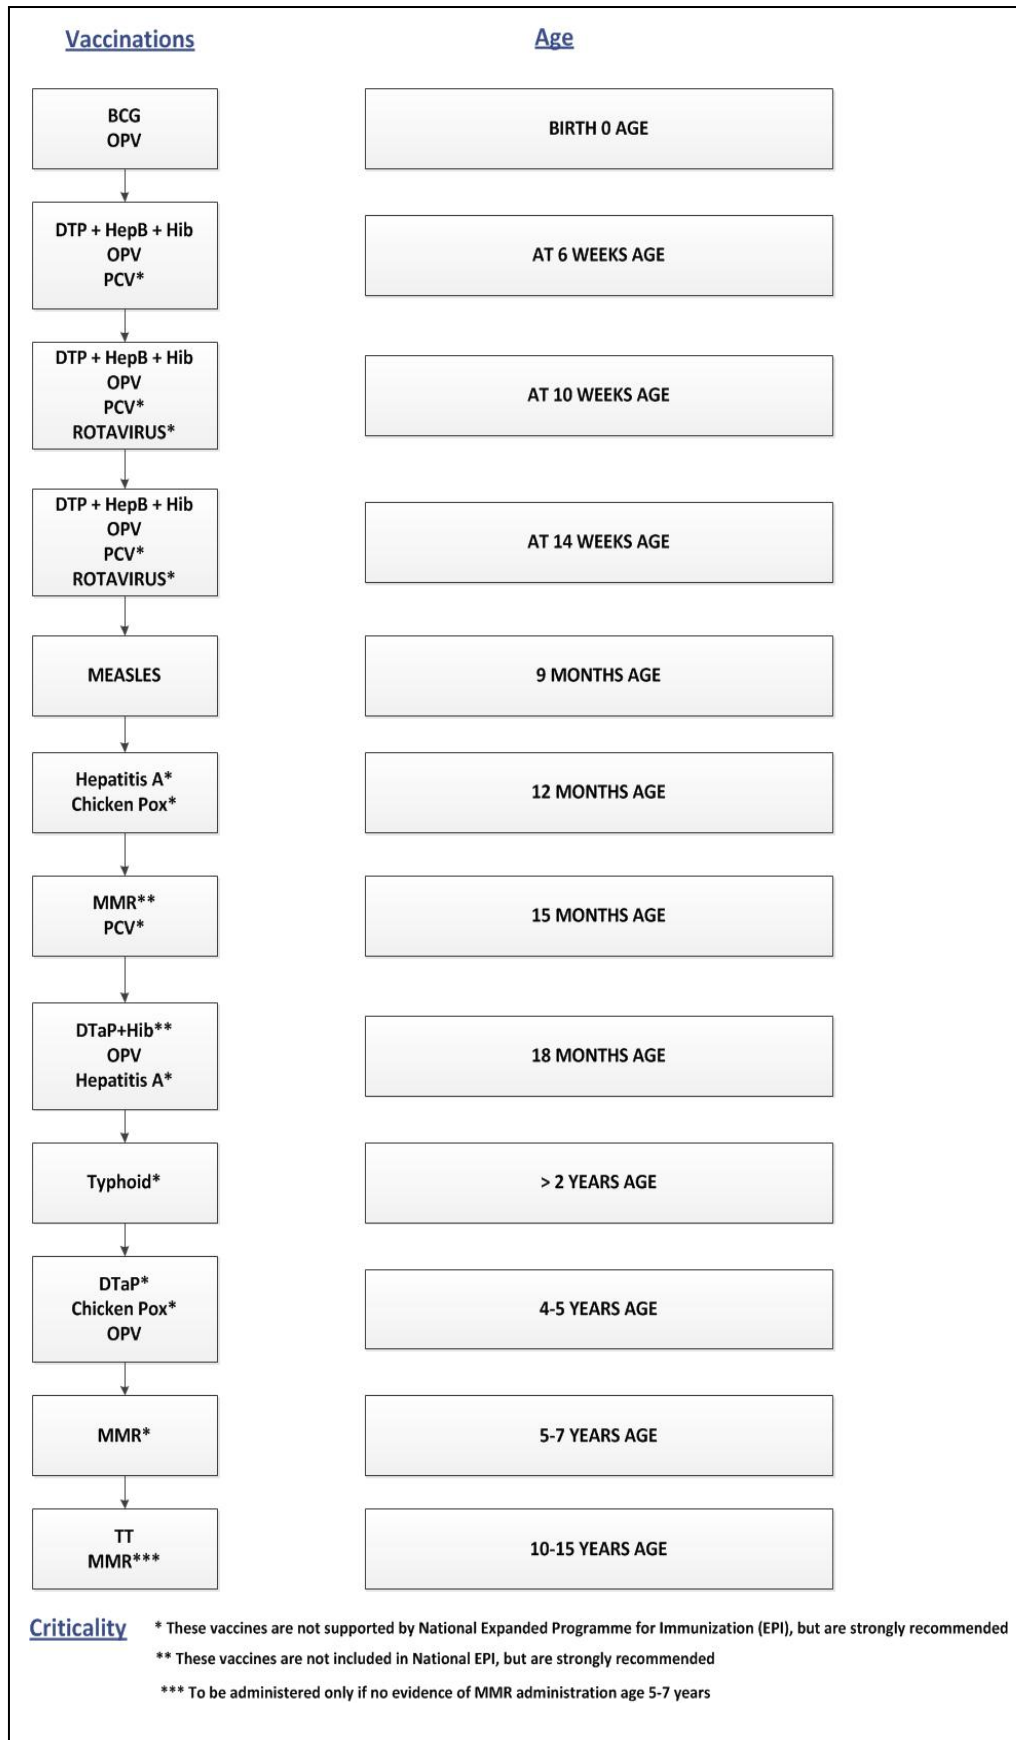 Vaccinations Age
BCG
OPV
BIRTH 0 AGE
DTP + HepB + Hib
OPV
PCV*
AT 6 WEEKS AGE
DTP + HepB + Hib
OPV
PCV*
ROTAVIRUS*
AT 10 WEEKS AGE
DTP + HepB + Hib
OPV
PCV*
ROTAVIRUS*
AT 14 WEEKS AGE
MEASLES
9 MONTHS AGE
Hepatitis A*
Chicken Pox*
12 MONTHS AGE
MMR**
PCV*
15 MONTHS AGE
DTaP+Hib**
OPV
Hepatitis A*
18 MONTHS AGE
Typhoid*
> 2 YEARS AGE
DTaP*
Chicken Pox*
OPV
4-5 YEARS AGE
MMR*
5-7 YEARS AGE
TT
MMR***
10-15 YEARS AGE
Criticality * These vaccines are not supported by National Expanded Programme for Immunization (EPI), but are strongly recommended
** These vaccines are not included in National EPI, but are strongly recommended
*** To be administered only if no evidence of MMR administration age 5-7 years